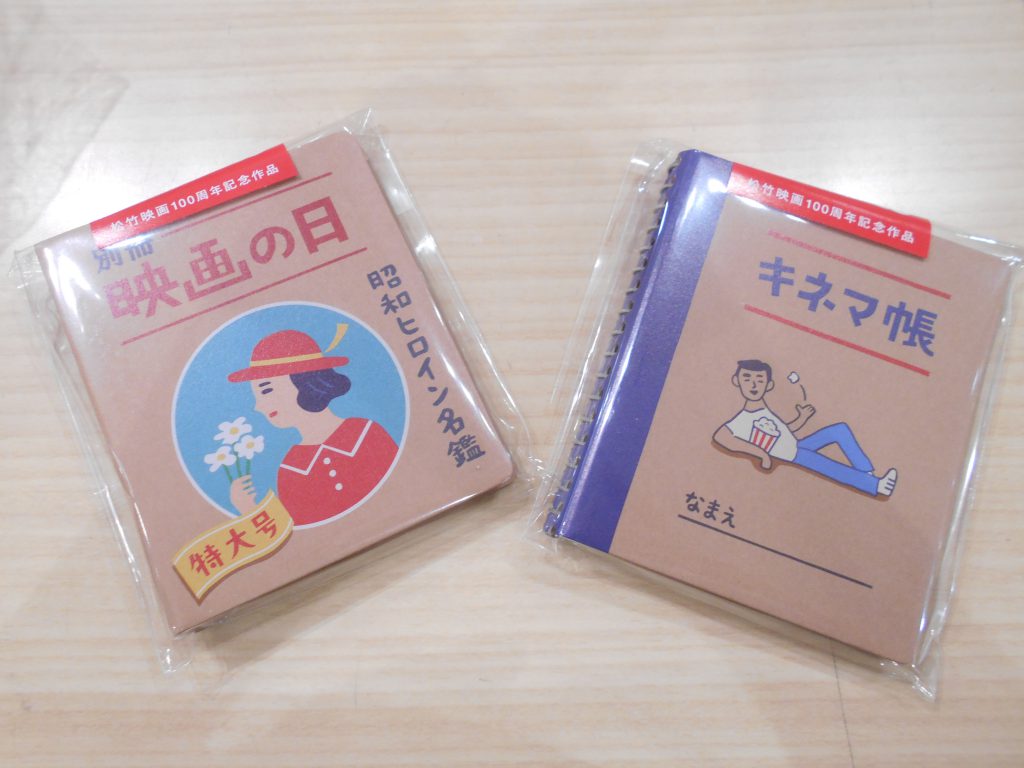 松竹映画100周年記念作品
別冊
映画の日
昭和ヒロイン名鑑
特大号
松竹映画100周年記念作品
キネマ帳
なまえ